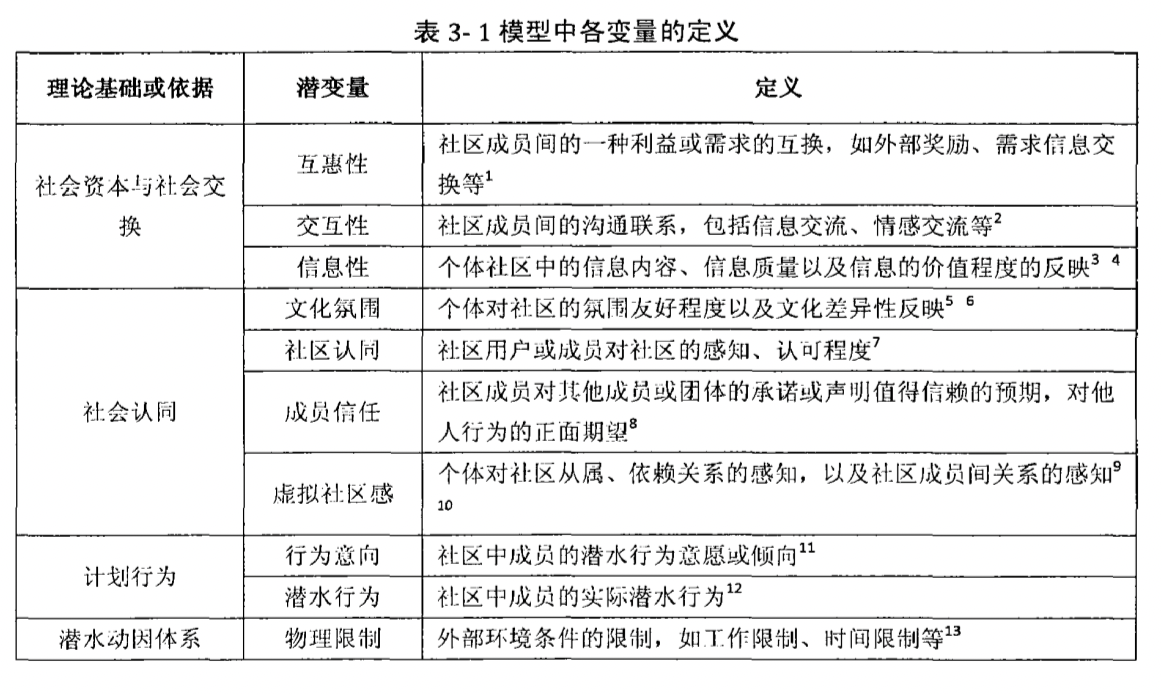 表 3- 1 模型中各变量的定义
理论基础或依据 潜变量 定义
社会资本与社会交
换
互惠性
社区成员间的一种利益或需求的互换，如外部奖励、需求信息交
换等1
交互性 社区成员间的沟通联系，包括信息交流、情感交流等2
信息性 个体社区中的信息内容、信息质量以及信息的价值程度的反映3 4
社会认同
文化氛围 个体对社区的氛围友好程度以及文化差异性反映5 6
社区认同 社区用户或成员对社区的感知、认可程度7
成员信任
社区成员对其他成员或团体的承诺或声明值得信赖的预期，对他
人行为的正面期望8
虚拟社区感
个体对社区从属、依赖关系的感知，以及社区成员间关系的感知9
10
计划行为
行为意向 社区中成员的潜水行为意愿或倾向11
潜水行为 社区中成员的实际潜水行为12
潜水动因体系 物理限制 外部环境条件的限制，如工作限制、时间限制等13